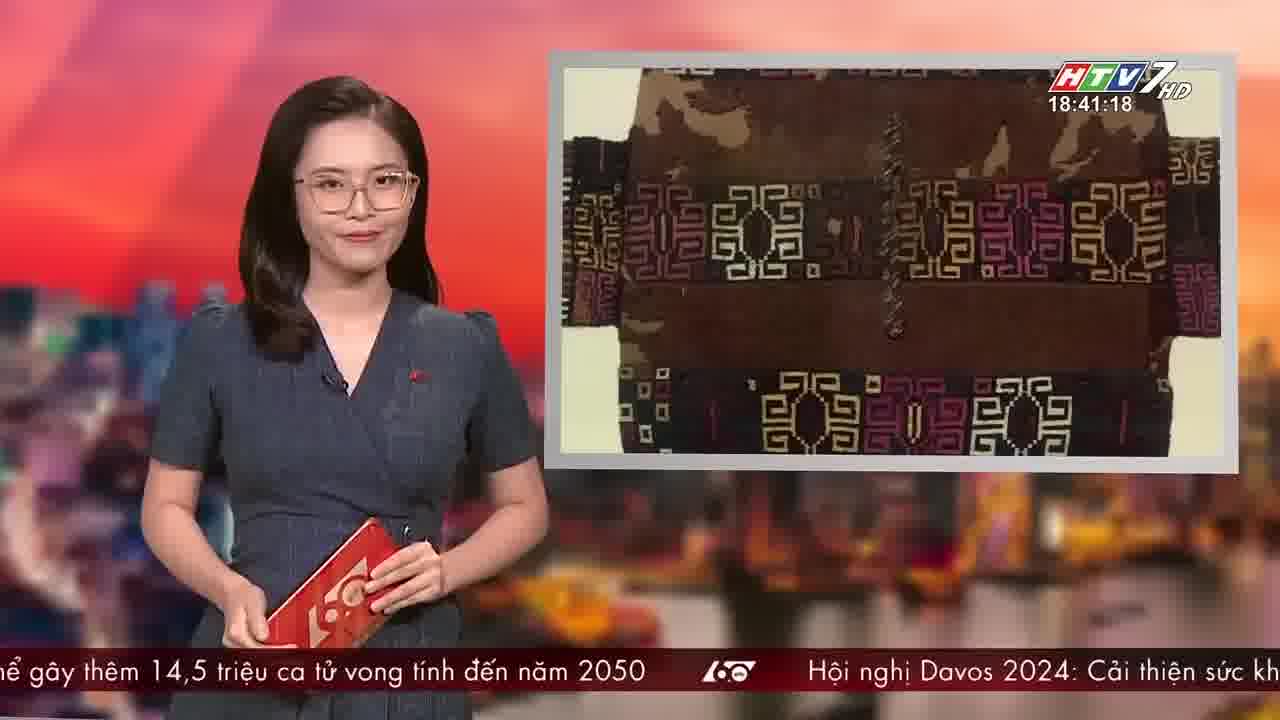 HTV7 HD
18:41:18
ể gây thêm 14,5 triệu ca tử vong tính đến năm 2050
60
Hội nghị Davos 2024: Cải thiện sức kh